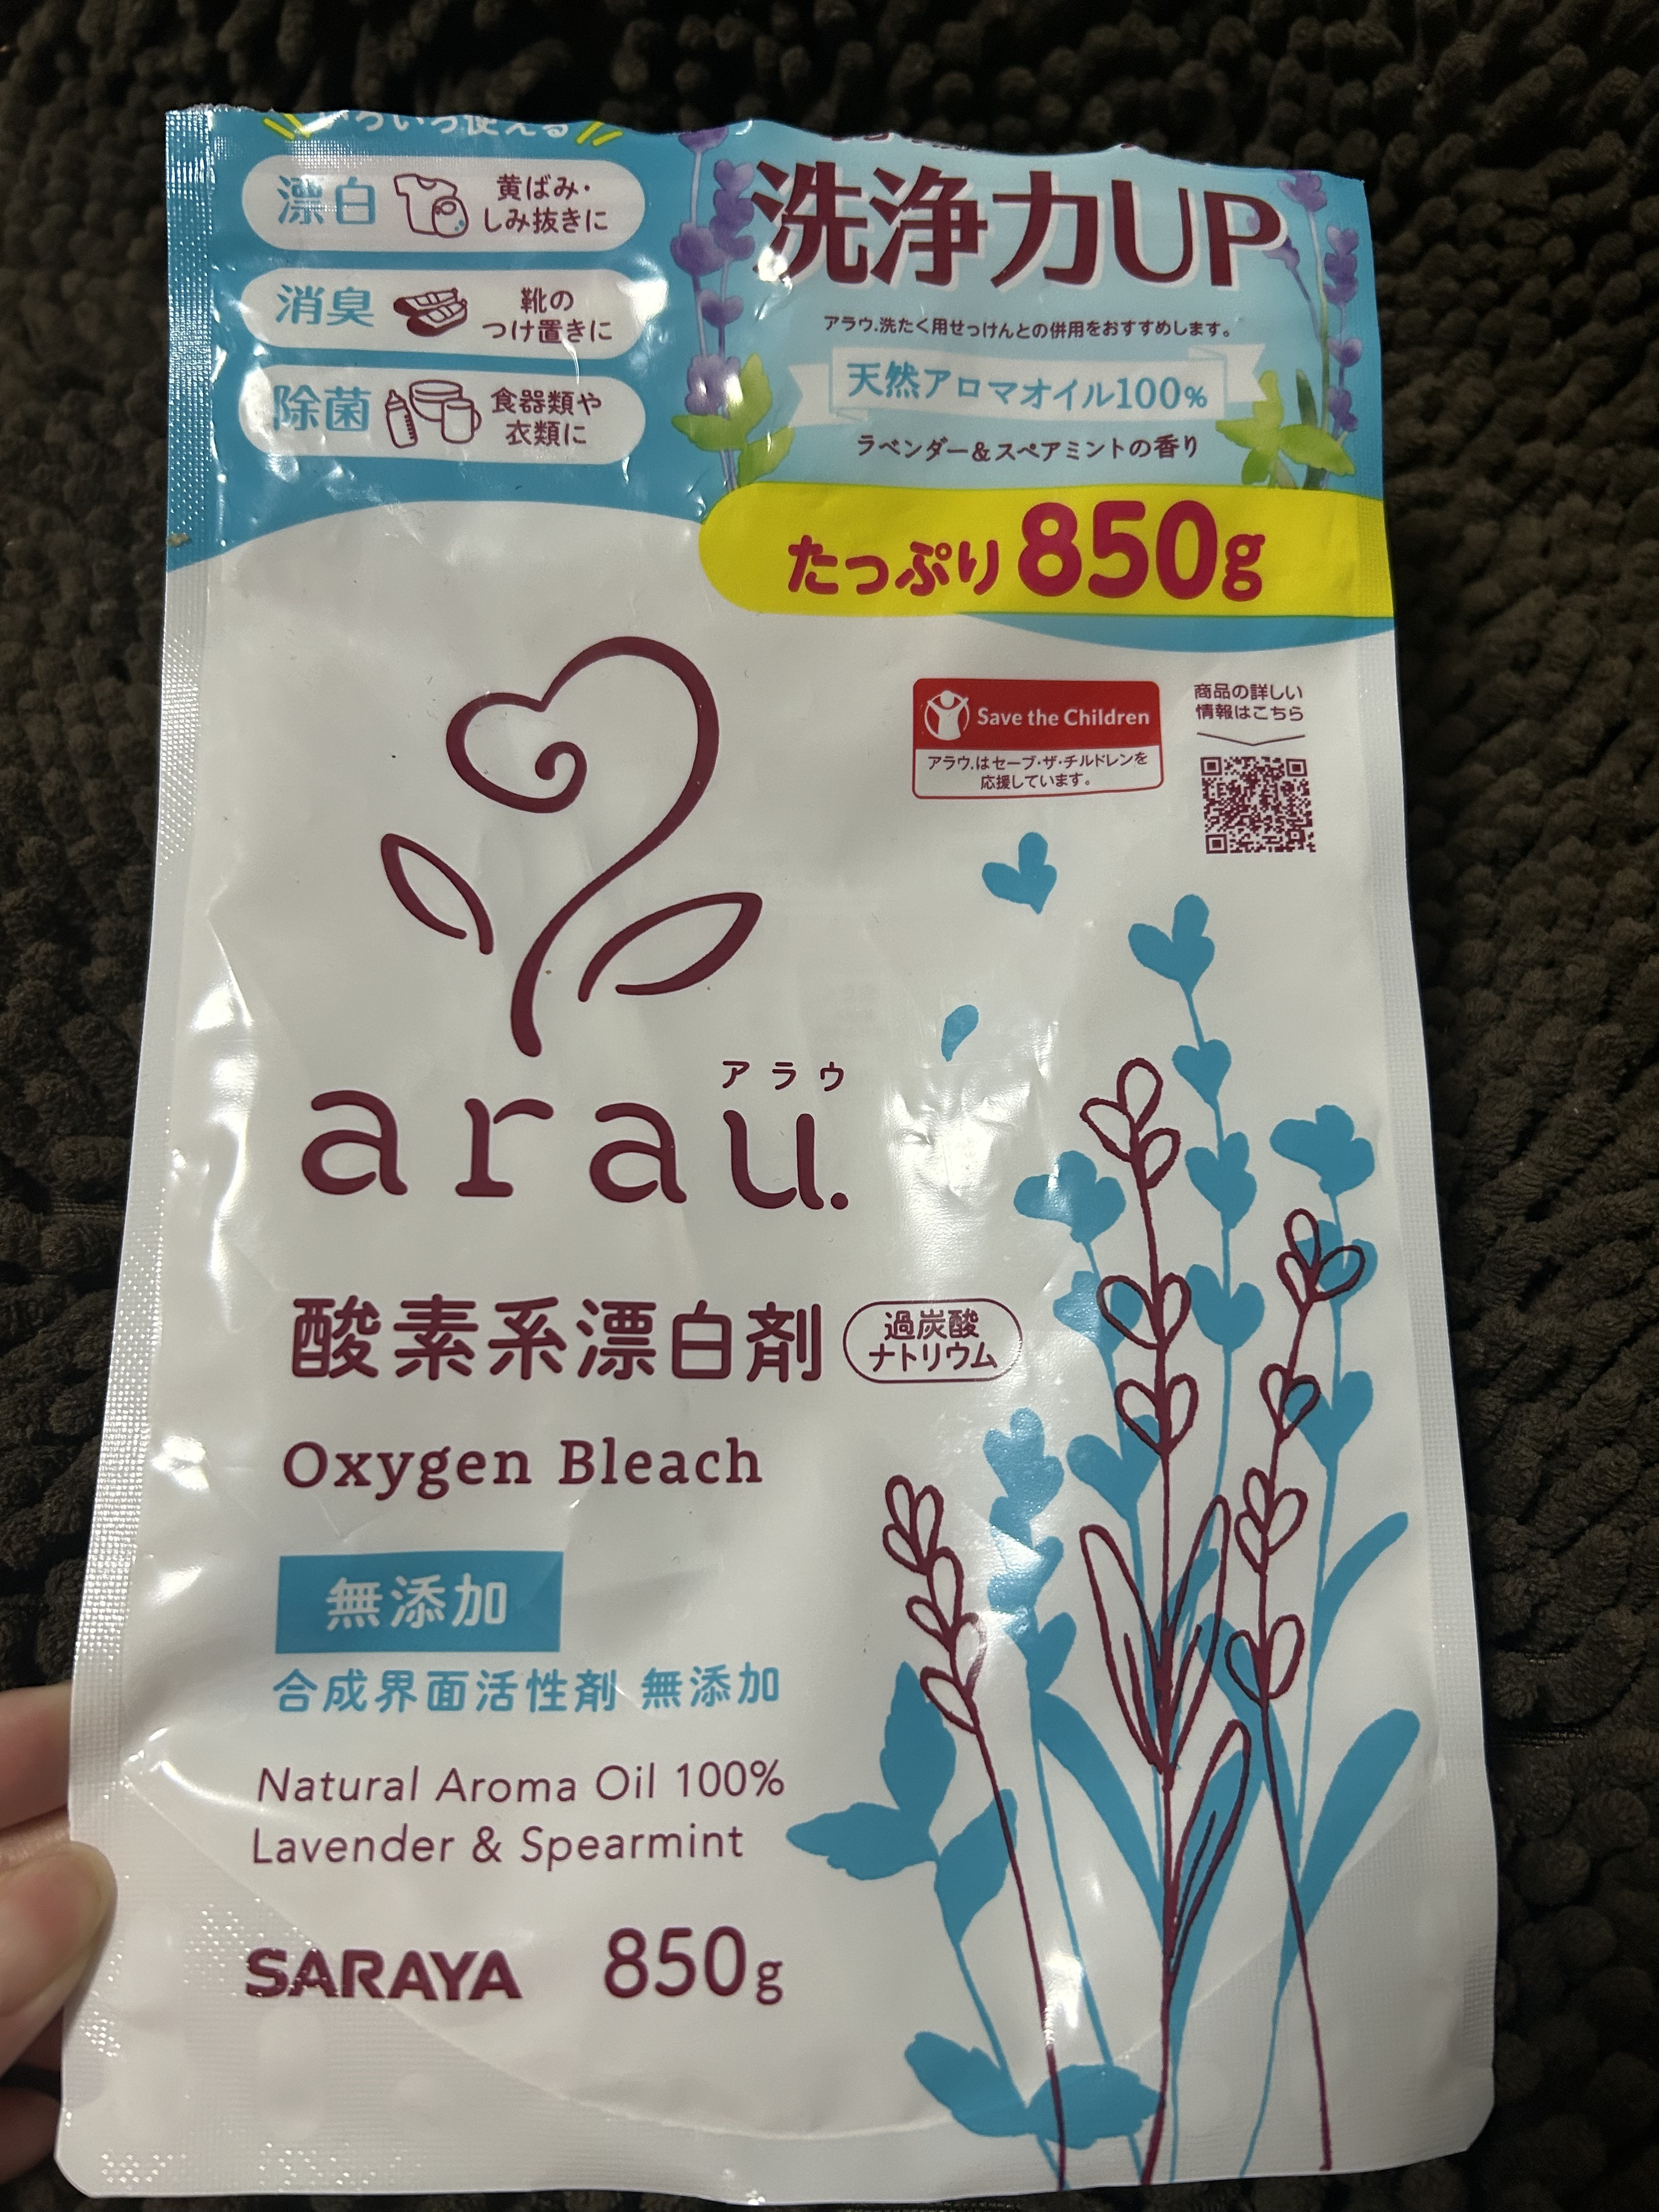 いろいろ使える
漂白
黄ばみ・
しみ抜きに
消臭
靴の
つけ置きに
除菌
食器類や
衣類に
洗浄力UP
アラウ.洗たく用せっけんとの併用をおすすめします。
天然アロマオイル100%
ラベンダー&スペアミントの香り
たっぷり850g
Save the Children
アラウ.はセーブ・ザ・チルドレンを
応援しています。
商品の詳しい
情報はこちら
アラウ
arau.
酸素系漂白剤
過炭酸
ナトリウム
Oxygen Bleach
無添加
合成界面活性剤 無添加
Natural Aroma Oil 100%
Lavender & Spearmint
SARAYA 850g